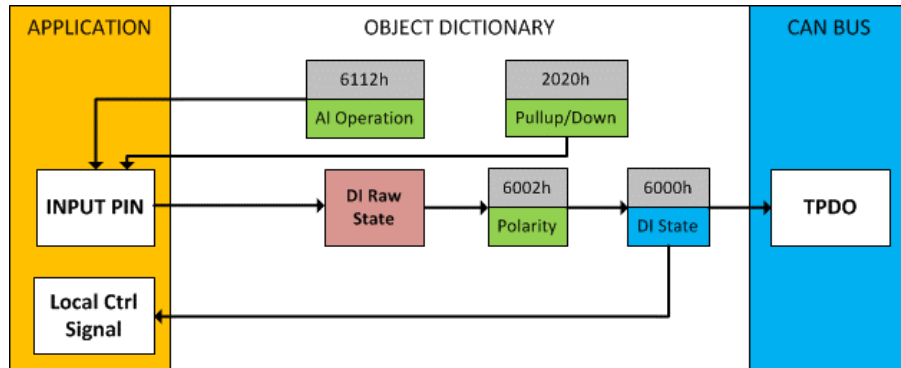 APPLICATION
OBJECT DICTIONARY
CAN BUS
6112h
AI Operation
2020h
Pullup/Down
INPUT PIN
DI Raw
State
6002h
Polarity
6000h
DI State
TPDO
Local Ctrl
Signal